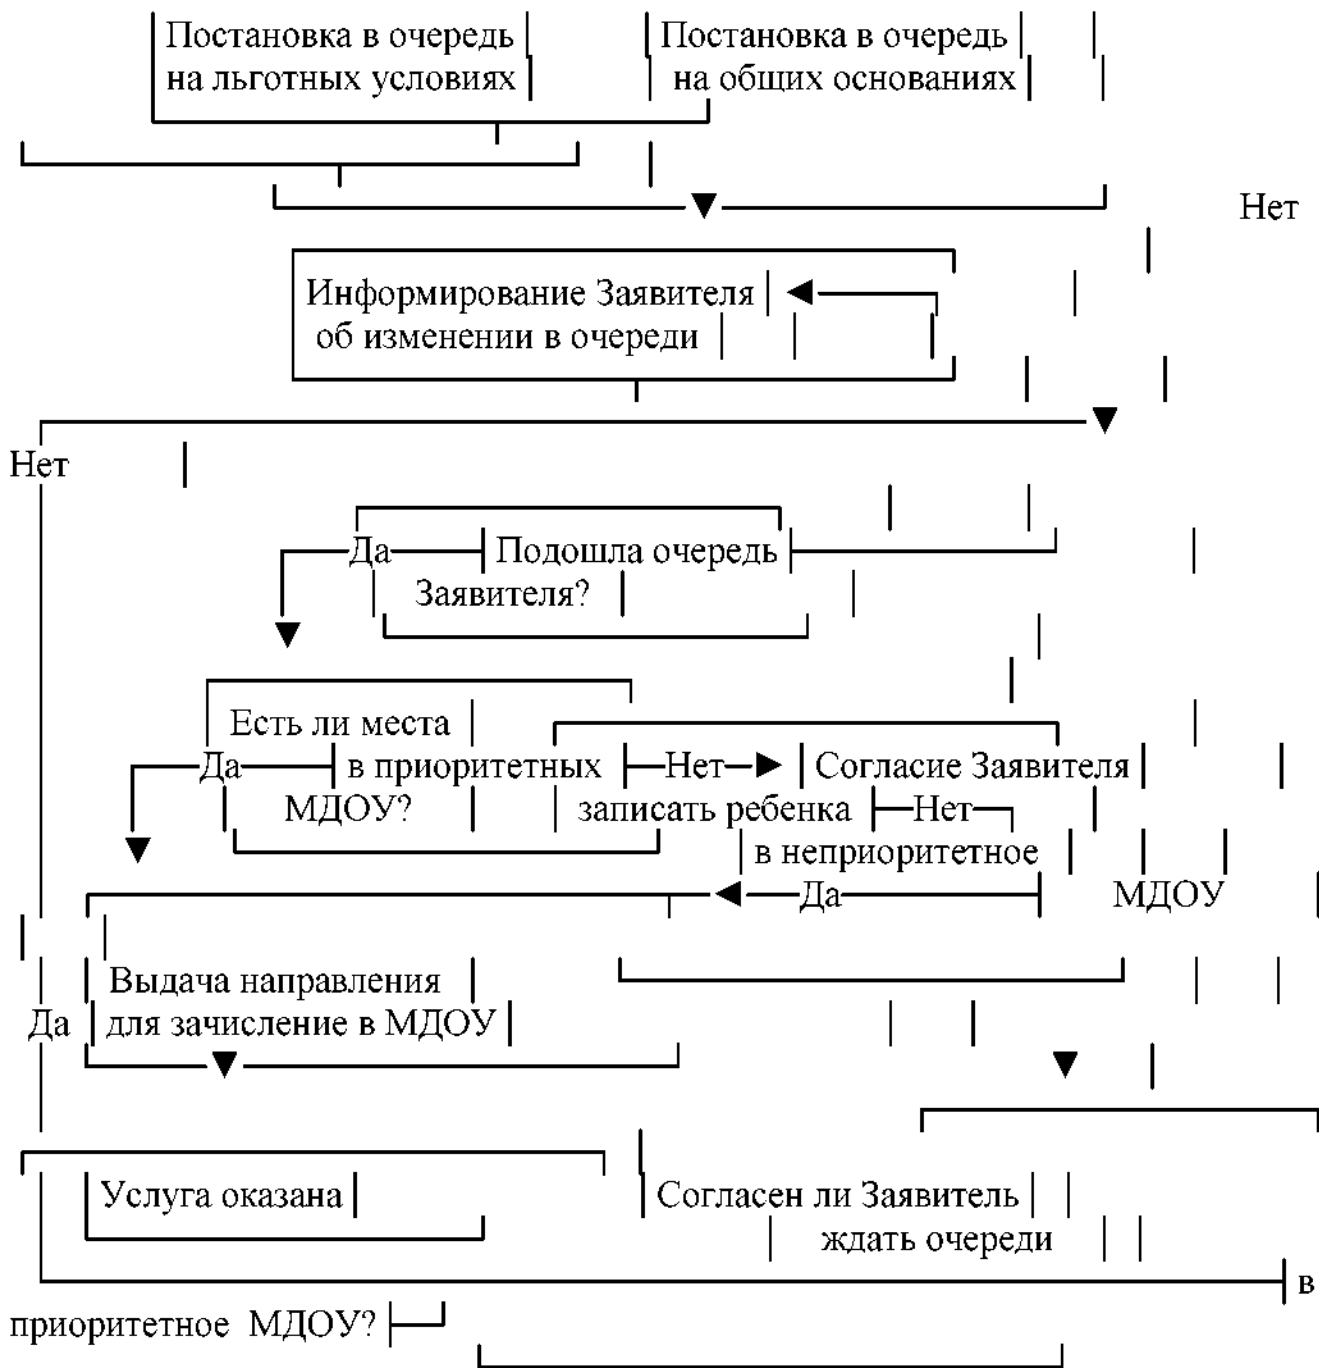 Постановка в очередь Постановка в очередь
на льготных условиях на общих основаниях
Нет
Информирование Заявителя
об изменении в очереди
Нет
Да Подошла очередь
Заявителя?
Есть ли места
Да в приоритетных Нет Согласие Заявителя
МДОУ? записать ребенка Нет
в неприоритетное
Да МДОУ
Выдача направления
Да для зачисление в МДОУ
Услуга оказана Согласен ли Заявитель
ждать очереди
в
приоритетное МДОУ?